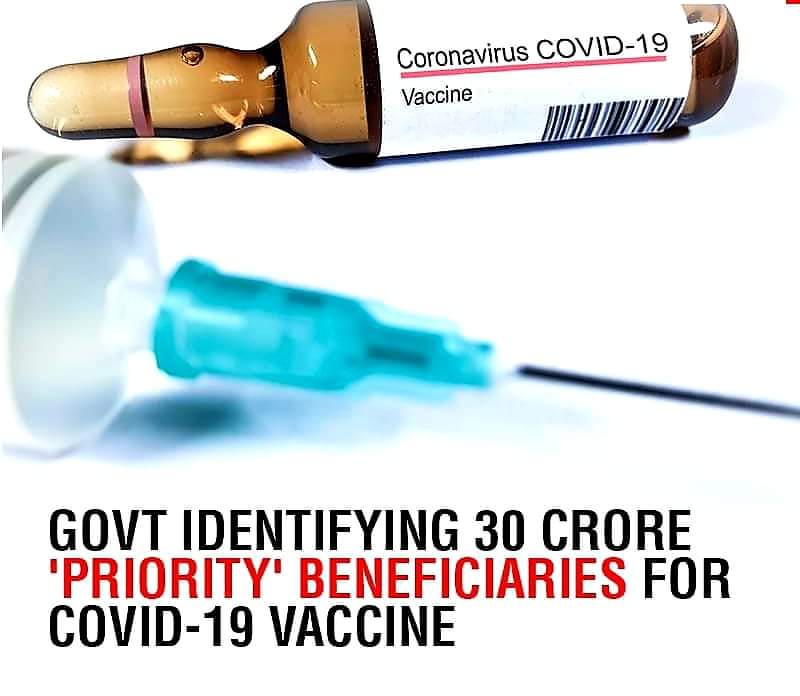 Coronavirus COVID-19
Vaccine
GOVT IDENTIFYING 30 CRORE
'PRIORITY' BENEFICIARIES FOR
COVID-19 VACCINE